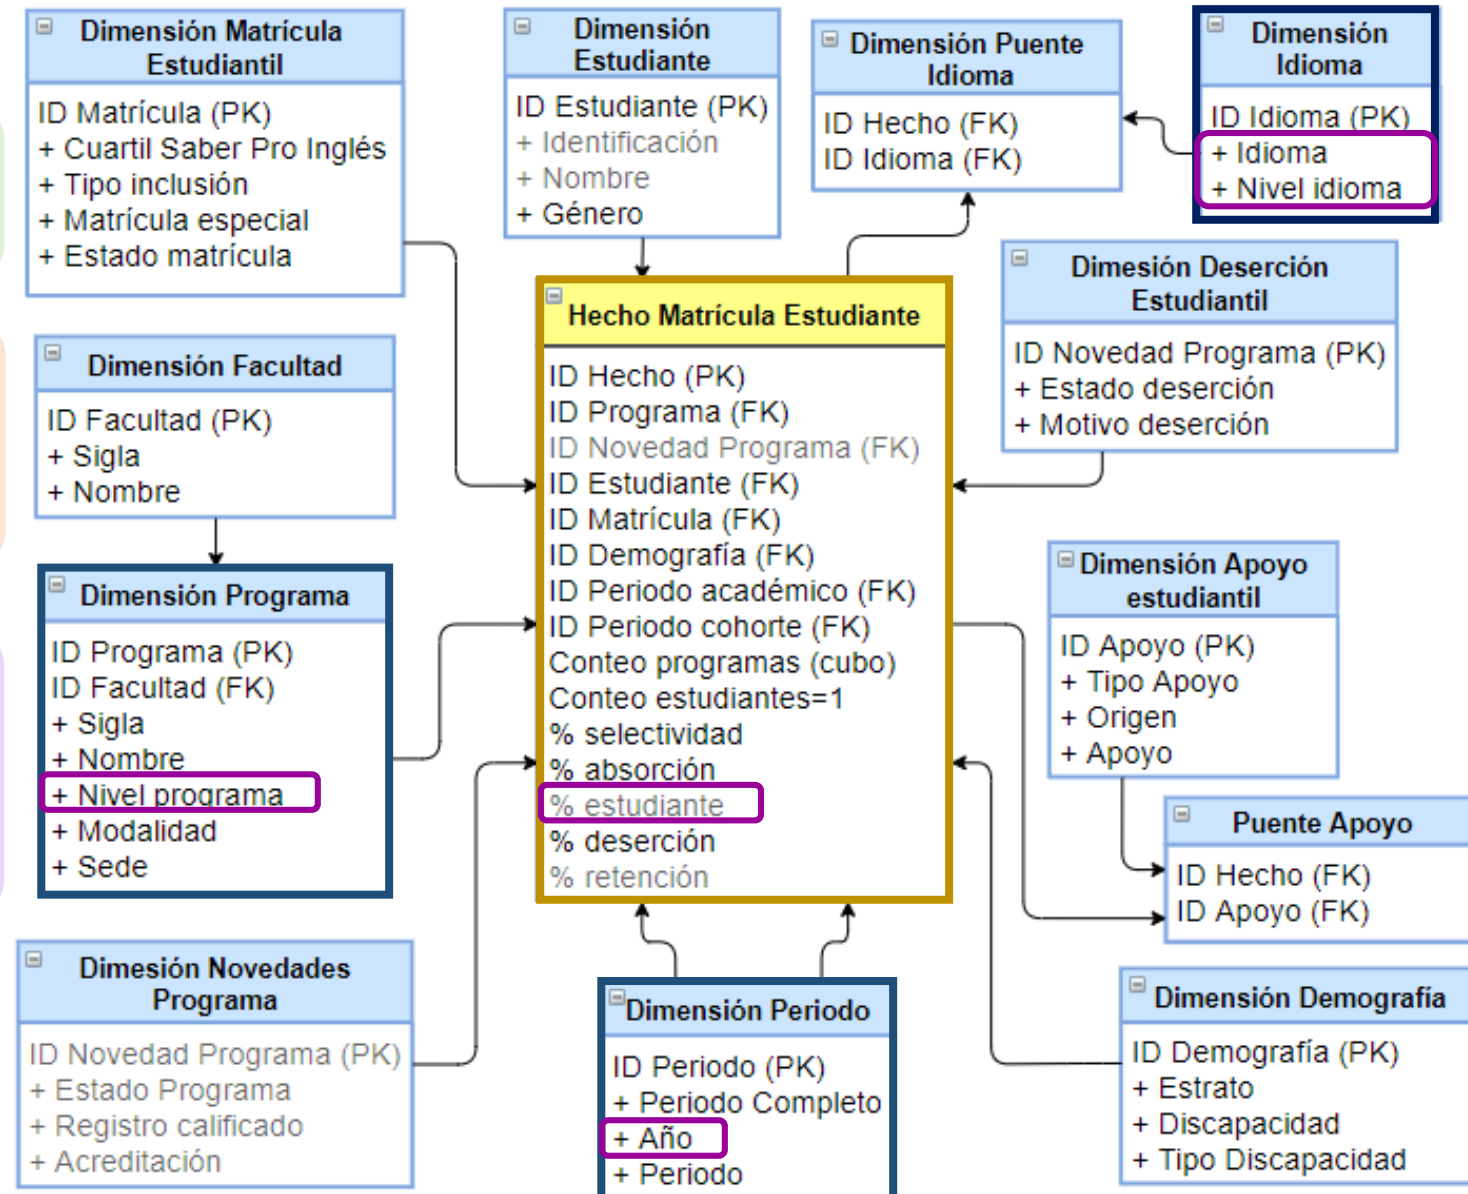 Dimensión Matrícula
Estudiantil
ID Matrícula (PK)
+ Cuartil Saber Pro Inglés
+ Tipo inclusión
+ Matrícula especial
+ Estado matrícula
Dimensión
Estudiante
ID Estudiante (PK)
+ Identificación
+ Nombre
+ Género
Dimensión Puente
Idioma
ID Hecho (FK)
ID Idioma (FK)
Dimensión
Idioma
ID Idioma (PK)
+ Idioma
+ Nivel idioma
Dimesión Deserción
Estudiantil
ID Novedad Programa (PK)
+ Estado deserción
+ Motivo deserción
Hecho Matrícula Estudiante
ID Hecho (PK)
ID Programa (FK)
ID Novedad Programa (FK)
ID Estudiante (FK)
ID Matrícula (FK)
ID Demografía (FK)
ID Periodo académico (FK)
ID Periodo cohorte (FK)
Conteo programas (cubo)
Conteo estudiantes=1
% selectividad
% absorción
% estudiante
% deserción
% retención
Dimensión Facultad
ID Facultad (PK)
+ Sigla
+ Nombre
Dimensión Programa
ID Programa (PK)
ID Facultad (FK)
+ Sigla
+ Nombre
+ Nivel programa
+ Modalidad
+ Sede
Dimensión Apoyo
estudiantil
ID Apoyo (PK)
+ Tipo Apoyo
+ Origen
+ Apoyo
Puente Apoyo
ID Hecho (FK)
ID Apoyo (FK)
Dimesión Novedades
Programa
ID Novedad Programa (PK)
+ Estado Programa
+ Registro calificado
+ Acreditación
Dimensión Periodo
ID Periodo (PK)
+ Periodo Completo
+ Año
+ Periodo
Dimensión Demografía
ID Demografía (PK)
+ Estrato
+ Discapacidad
+ Tipo Discapacidad